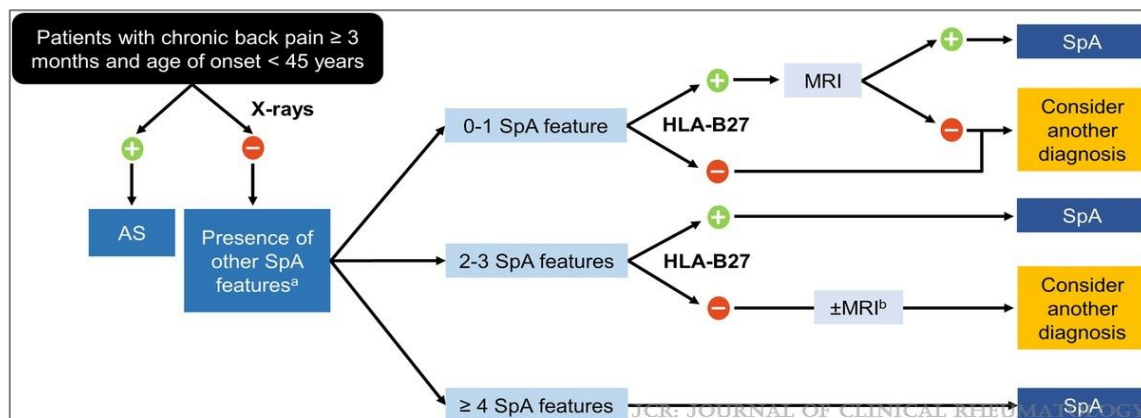 Patients with chronic back pain ≥ 3
months and age of onset < 45 years
X-rays
AS
Presence of
other SpA
featuresᵃ
0-1 SpA feature
HLA-B27
MRI
SpA
Consider
another
diagnosis
2-3 SpA features
HLA-B27
±MRIᵇ
SpA
Consider
another
diagnosis
≥ 4 SpA features
SpA
JCR: JOURNAL OF CLINICAL RHEUMATOLOGY